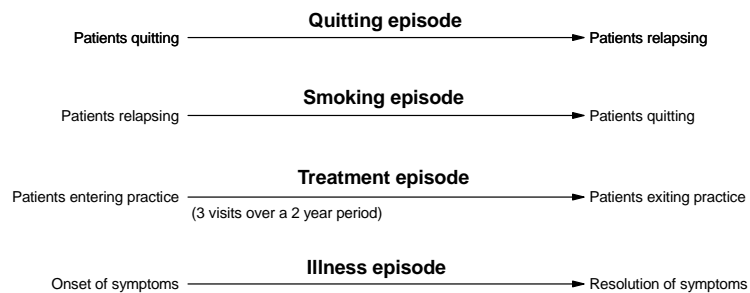 Quitting episode
Patients quitting Patients relapsing
Smoking episode
Patients relapsing Patients quitting
Treatment episode
Patients entering practice Patients exiting practice
(3 visits over a 2 year period)
Illness episode
Onset of symptoms Resolution of symptoms